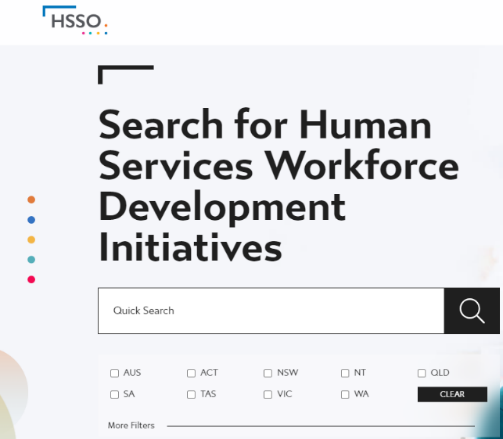 HSSO.
Search for Human
Services Workforce
Development
Initiatives
Quick Search
AUS ACT NSW NT QLD
SA TAS VIC WA CLEAR
More Filters